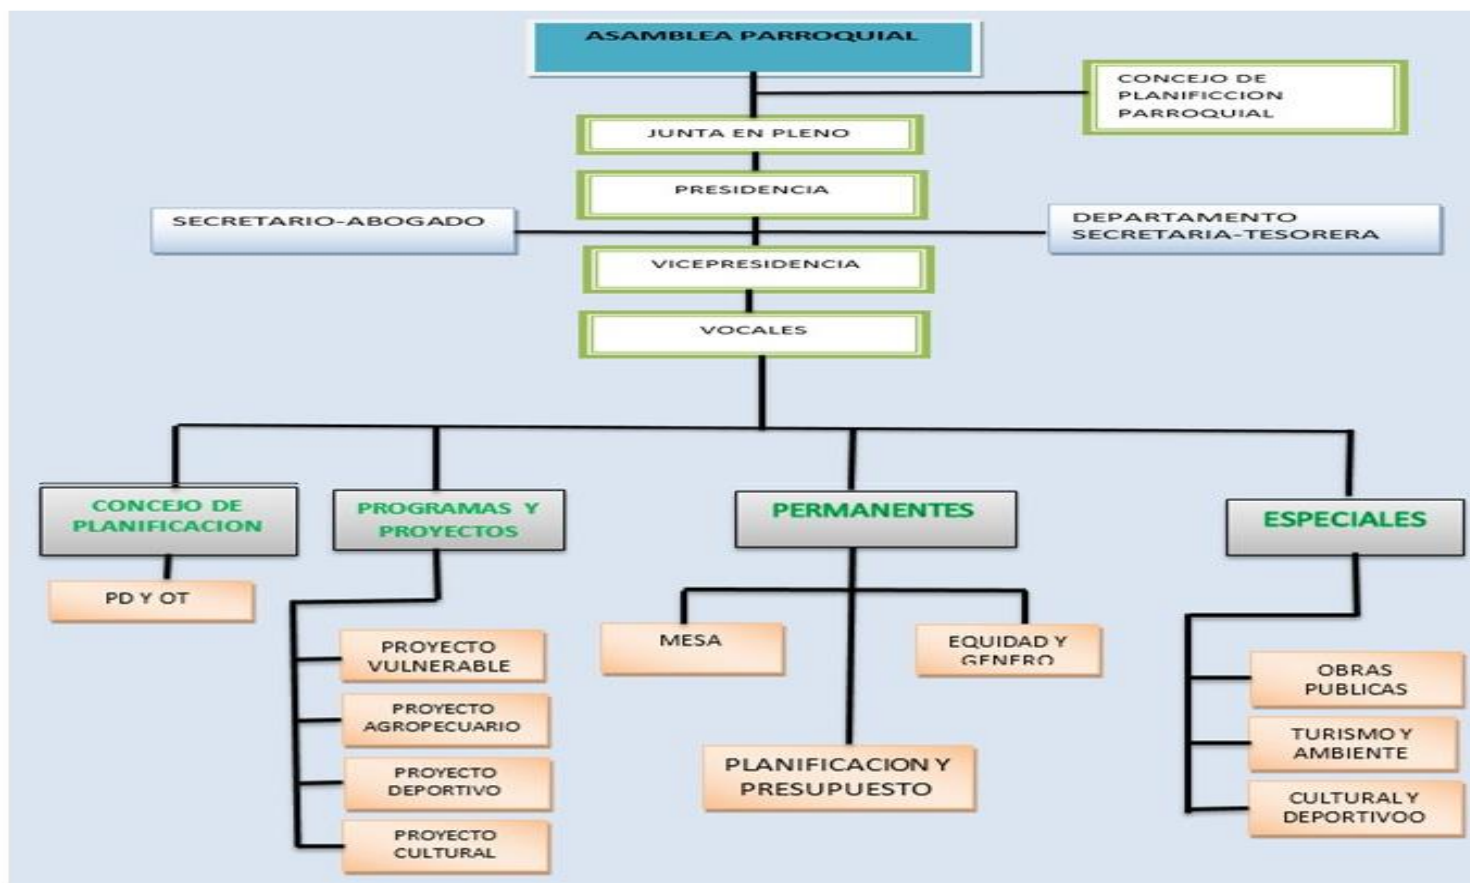 ASAMBLEA PARROQUIAL
CONCEJO DE
PLANIFICCION
PARROQUIAL
JUNTA EN PLENO
PRESIDENCIA
SECRETARIO-ABOGADO
DEPARTAMENTO
SECRETARIA-TESORERA
VICEPRESIDENCIA
VOCALES
CONCEJO DE
PLANIFICACION
PROGRAMAS Y
PROYECTOS
PERMANENTES
ESPECIALES
PD Y OT
PROYECTO
VULNERABLE
PROYECTO
AGROPECUARIO
PROYECTO
DEPORTIVO
PROYECTO
CULTURAL
MESA
EQUIDAD Y
GENERO
PLANIFICACION Y
PRESUPUESTO
OBRAS
PUBLICAS
TURISMO Y
AMBIENTE
CULTURAL Y
DEPORTIVOO